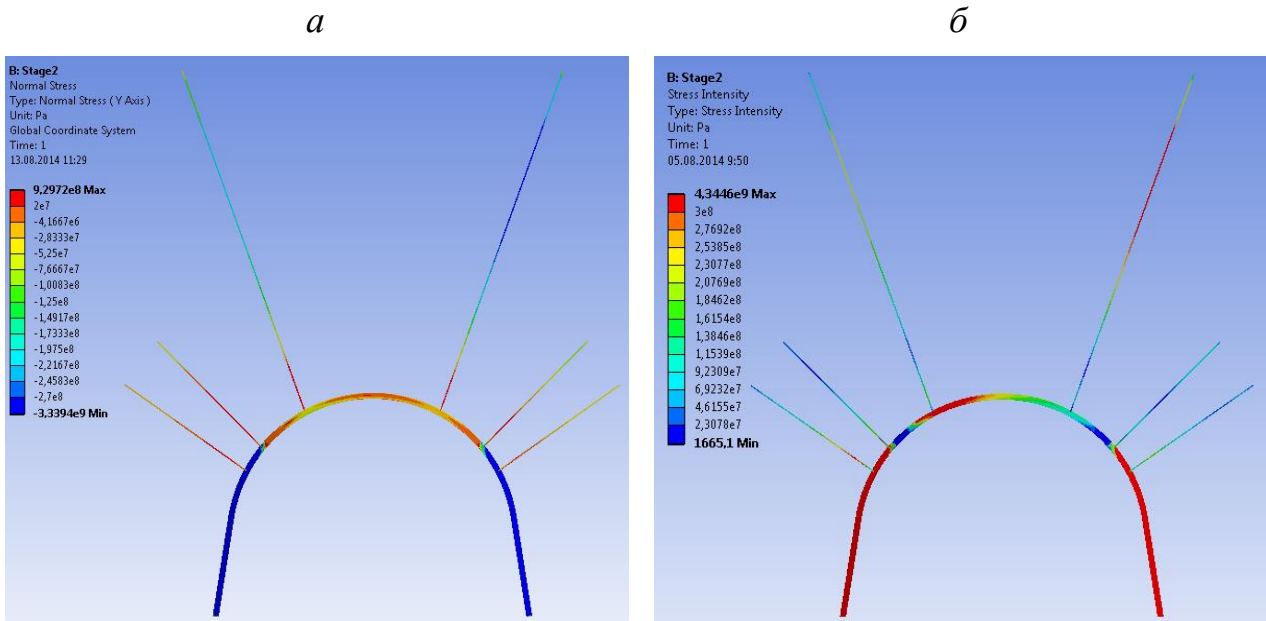 а
б
B: Stage2
Normal Stress
Type: Normal Stress ( Y Axis )
Unit: Pa
Global Coordinate System
Time: 1
13.08.2014 11:29
9,2972e8 Max
2e7
-4,1667e6
-2,8333e7
-5,25e7
-7,6667e7
-1,0083e8
-1,25e8
-1,4917e8
-1,7333e8
-1,975e8
-2,2167e8
-2,4583e8
-2,7e8
-3,3394e9 Min
B: Stage2
Stress Intensity
Type: Stress Intensity
Unit: Pa
Time: 1
05.08.2014 9:50
4,3446e9 Max
3e8
2,7692e8
2,5385e8
2,3077e8
2,0769e8
1,8462e8
1,6154e8
1,3846e8
1,1539e8
9,2309e7
6,9232e7
4,6155e7
2,3078e7
1665,1 Min